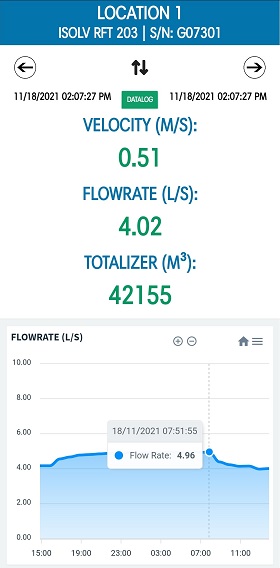 LOCATION 1
ISOLV RFT 203 | S/N: G07301
11/18/2021 02:07:27 PM DATALOG 11/18/2021 02:07:27 PM
VELOCITY (M/S):
0.51
FLOWRATE (L/S):
4.02
TOTALIZER (M³):
42155
FLOWRATE (L/S)
10.00
8.00
6.00
18/11/2021 07:51:55
Flow Rate: 4.96
4.00
2.00
0.00
15:00 19:00 23:00 03:00 07:00 11:00